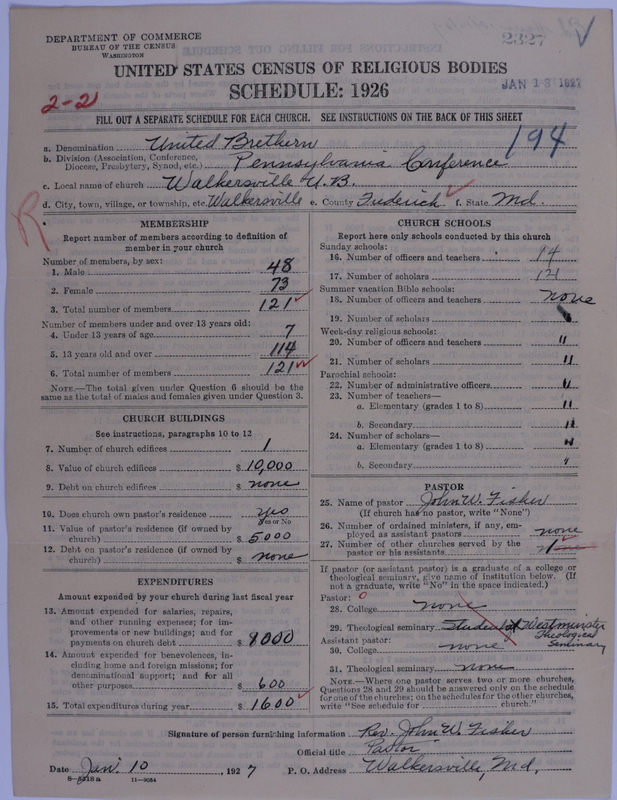 DEPARTMENT OF COMMERCE
BUREAU OF THE CENSUS
WASHINGTON
2327
JAN 13 1927
UNITED STATES CENSUS OF RELIGIOUS BODIES
SCHEDULE: 1926
2-2
FILL OUT A SEPARATE SCHEDULE FOR EACH CHURCH. SEE INSTRUCTIONS ON THE BACK OF THIS SHEET
194
a. Denomination United Brethern
b. Division (Association, Conference, Diocese, Presbytery, Synod, etc.) Pennsylvania Conference
c. Local name of church Walkersville U.B.
d. City, town, village, or township, etc. Walkersville e. County Frederick f. State Md.
R
MEMBERSHIP
Report number of members according to definition of
member in your church
Number of members, by sex:
1. Male 48
2. Female 73
3. Total number of members 121
Number of members under and over 13 years old:
4. Under 13 years of age 7
5. 13 years old and over 114
6. Total number of members 121
NOTE.—The total given under Question 6 should be the
same as the total of males and females given under Question 3.
CHURCH BUILDINGS
See instructions, paragraphs 10 to 12
7. Number of church edifices 1
8. Value of church edifices $ 10,000
9. Debt on church edifices $ none
10. Does church own pastor's residence yes
Yes or No
11. Value of pastor's residence (if owned by
church) $ 5000
12. Debt on pastor's residence (if owned by
church) $ none
EXPENDITURES
Amount expended by your church during last fiscal year
13. Amount expended for salaries, repairs,
and other running expenses; for im-
provements or new buildings; and for
payments on church debt $ 1000
14. Amount expended for benevolences, in-
cluding home and foreign missions; for
denominational support; and for all
other purposes $ 600
15. Total expenditures during year $ 1600
CHURCH SCHOOLS
Report here only schools conducted by this church
Sunday schools:
16. Number of officers and teachers 14
17. Number of scholars 121
Summer vacation Bible schools:
18. Number of officers and teachers none
19. Number of scholars
Week-day religious schools:
20. Number of officers and teachers "
21. Number of scholars "
Parochial schools:
22. Number of administrative officers "
23. Number of teachers—
a. Elementary (grades 1 to 8) "
b. Secondary "
24. Number of scholars—
a. Elementary (grades 1 to 8) "
b. Secondary "
PASTOR
25. Name of pastor John W. Fisher
(If church has no pastor, write "None")
26. Number of ordained ministers, if any, em-
ployed as assistant pastors none
27. Number of other churches served by the
pastor or his assistants none
If pastor (or assistant pastor) is a graduate of a college or
theological seminary, give name of institution below. (If
not a graduate, write "No" in the space indicated.)
Pastor: 0
28. College none
29. Theological seminary Student of Westminster Theological Seminary
Assistant pastor:
30. College none
31. Theological seminary none
NOTE.—Where one pastor serves two or more churches,
Questions 28 and 29 should be answered only on the schedule
for one of the churches; on the schedules for the other churches,
write "See schedule for church."
Signature of person furnishing information Rev. John W. Fisher
Official title Pastor
Date Jan. 10, 1927 P. O. Address Walkersville, Md.
8-5318a 11-9084